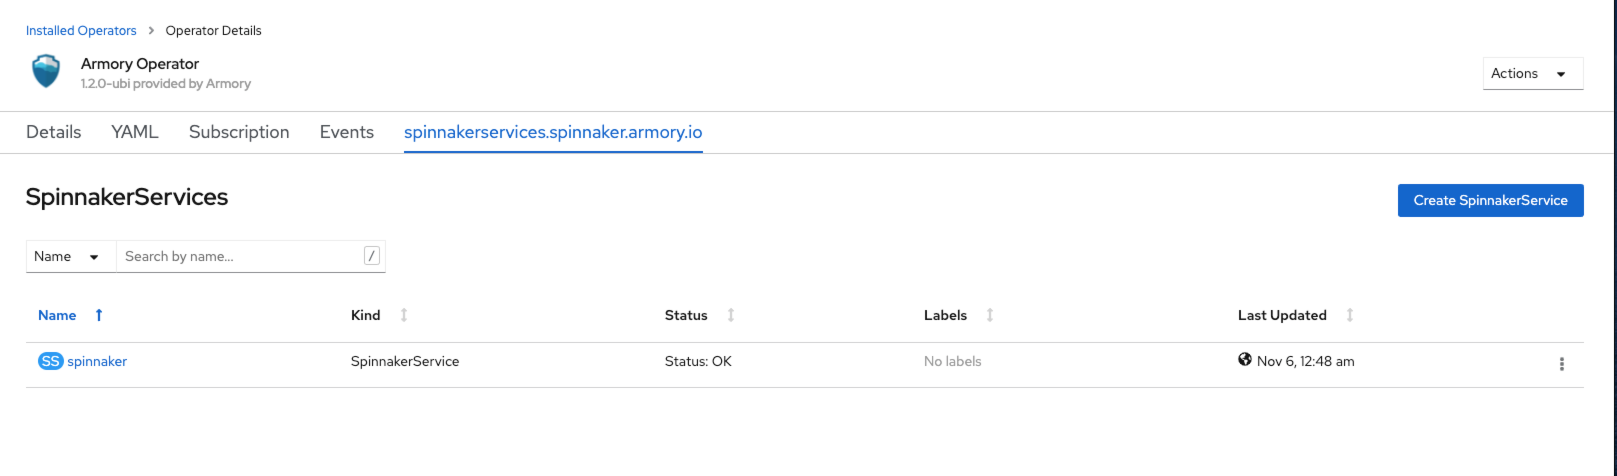 Installed Operators > Operator Details
Armory Operator
1.2.0-ubi provided by Armory
Actions
Details YAML Subscription Events spinnakerservices.spinnaker.armory.io
SpinnakerServices
Create SpinnakerService
Name Search by name... /
Name Kind Status Labels Last Updated
SS spinnaker SpinnakerService Status: OK No labels Nov 6, 12:48 am